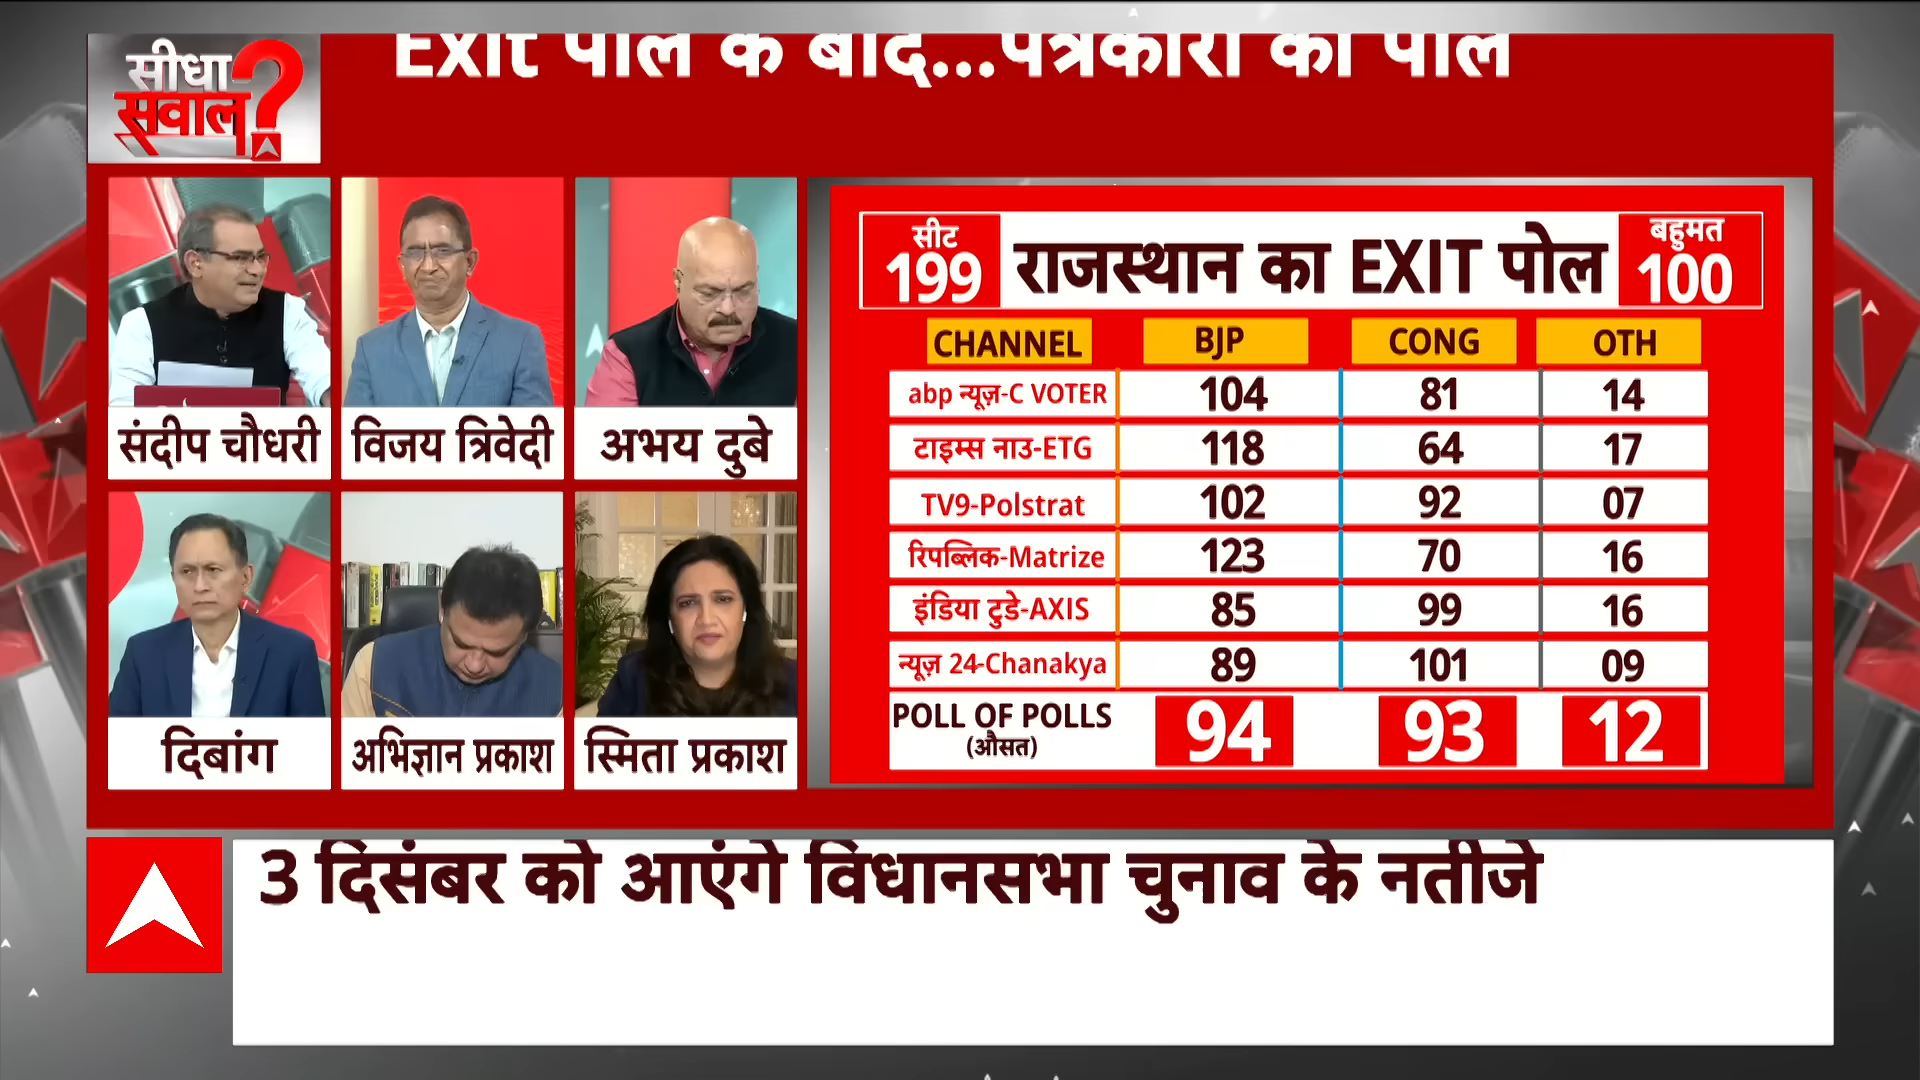 सीधा
सवाल?
Exit पोल के बाद...पत्रकारों का पोल
संदीप चौधरी
विजय त्रिवेदी
अभय दुबे
दिबांग
अभिज्ञान प्रकाश
स्मिता प्रकाश
सीट
199
राजस्थान का EXIT पोल
बहुमत
100
CHANNEL BJP CONG OTH
abp न्यूज़-C VOTER 104 81 14
टाइम्स नाउ-ETG 118 64 17
TV9-Polstrat 102 92 07
रिपब्लिक-Matrize 123 70 16
इंडिया टुडे-AXIS 85 99 16
न्यूज़ 24-Chanakya 89 101 09
POLL OF POLLS 94 93 12
(औसत)
3 दिसंबर को आएंगे विधानसभा चुनाव के नतीजे